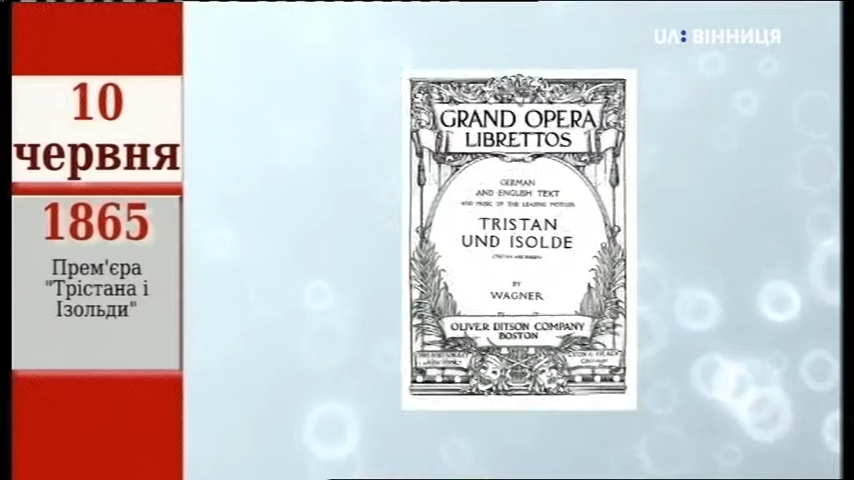 UA: ВІННИЦЯ
10
червня
1865
Прем'єра
"Трістана і
Ізольди"
GRAND OPERA
LIBRETTOS
GERMAN
AND ENGLISH TEXT
AND MUSIC OF THE LEADING MOTIVES
TRISTAN
UND ISOLDE
BY
WAGNER
OLIVER DITSON COMPANY
BOSTON